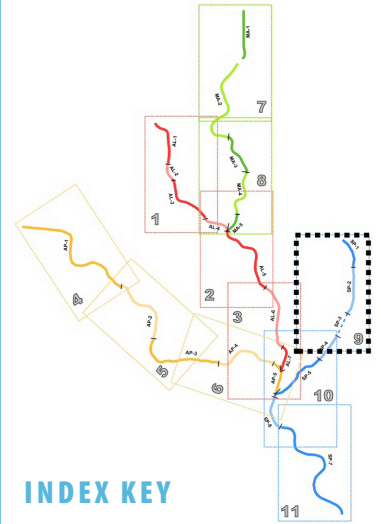 MA-1
MA-2
7
AL-1
MA-3
AL-2
8
MA-4
AL-3
1
AL-4
MA-5
SP-1
AP-1
AL-5
SP-2
4
2
AL-6
3
SP-3
AP-2
9
SP-4
AP-3
AP-4
AL-7
5
6
AP-5
SP-5
10
SP-6
SP-7
INDEX KEY
11